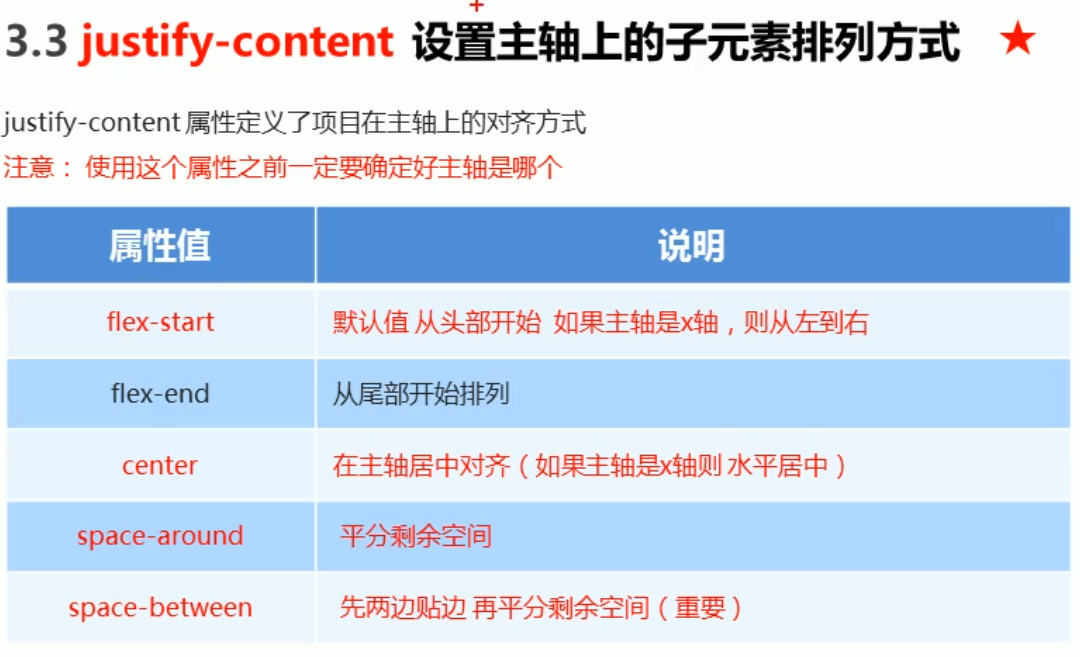 3.3 justify-content 设置主轴上的子元素排列方式
justify-content 属性定义了项目在主轴上的对齐方式
注意： 使用这个属性之前一定要确定好主轴是哪个
属性值 说明
flex-start 默认值 从头部开始 如果主轴是x轴，则从左到右
flex-end 从尾部开始排列
center 在主轴居中对齐（如果主轴是x轴则 水平居中）
space-around 平分剩余空间
space-between 先两边贴边 再平分剩余空间（重要）